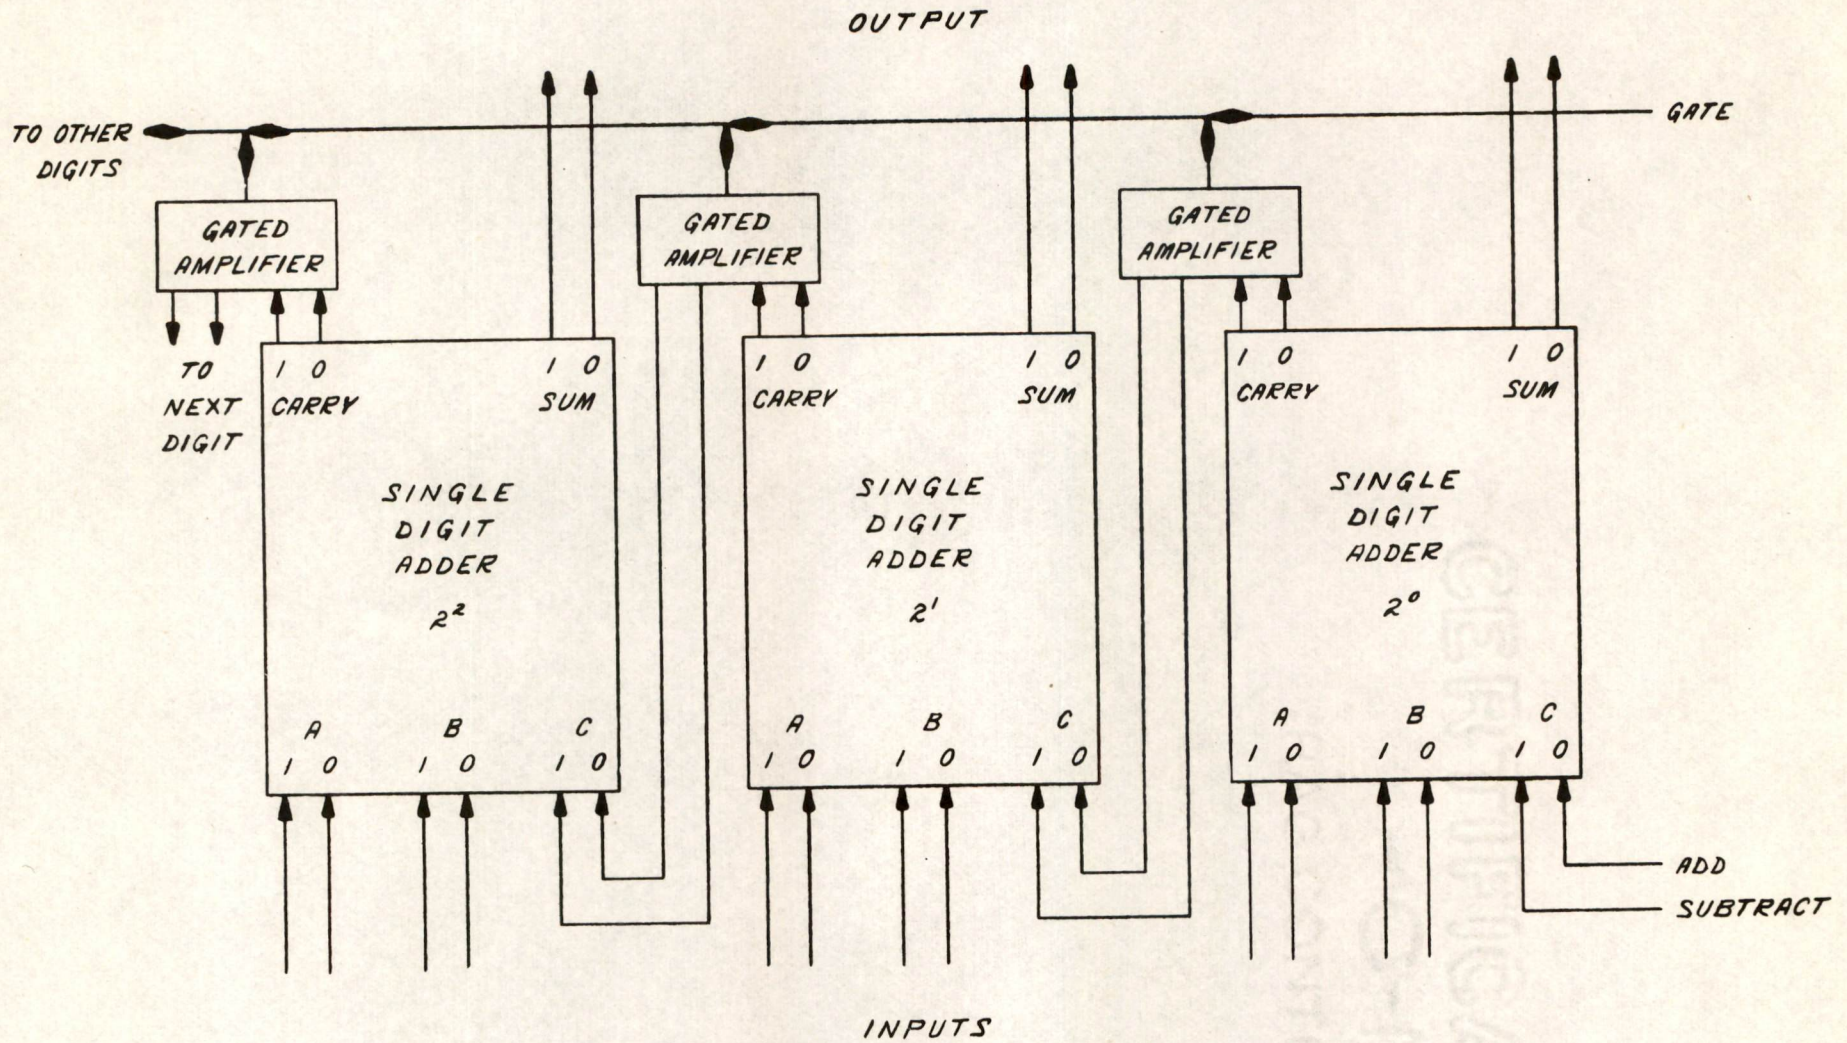 OUTPUT
TO OTHER
DIGITS
GATE
GATED
AMPLIFIER
GATED
AMPLIFIER
GATED
AMPLIFIER
TO
NEXT
DIGIT
1 0
CARRY
1 0
SUM
SINGLE
DIGIT
ADDER
2²
A B C
1 0 1 0 1 0
1 0
CARRY
1 0
SUM
SINGLE
DIGIT
ADDER
2¹
A B C
1 0 1 0 1 0
1 0
CARRY
1 0
SUM
SINGLE
DIGIT
ADDER
2⁰
A B C
1 0 1 0 1 0
ADD
SUBTRACT
INPUTS